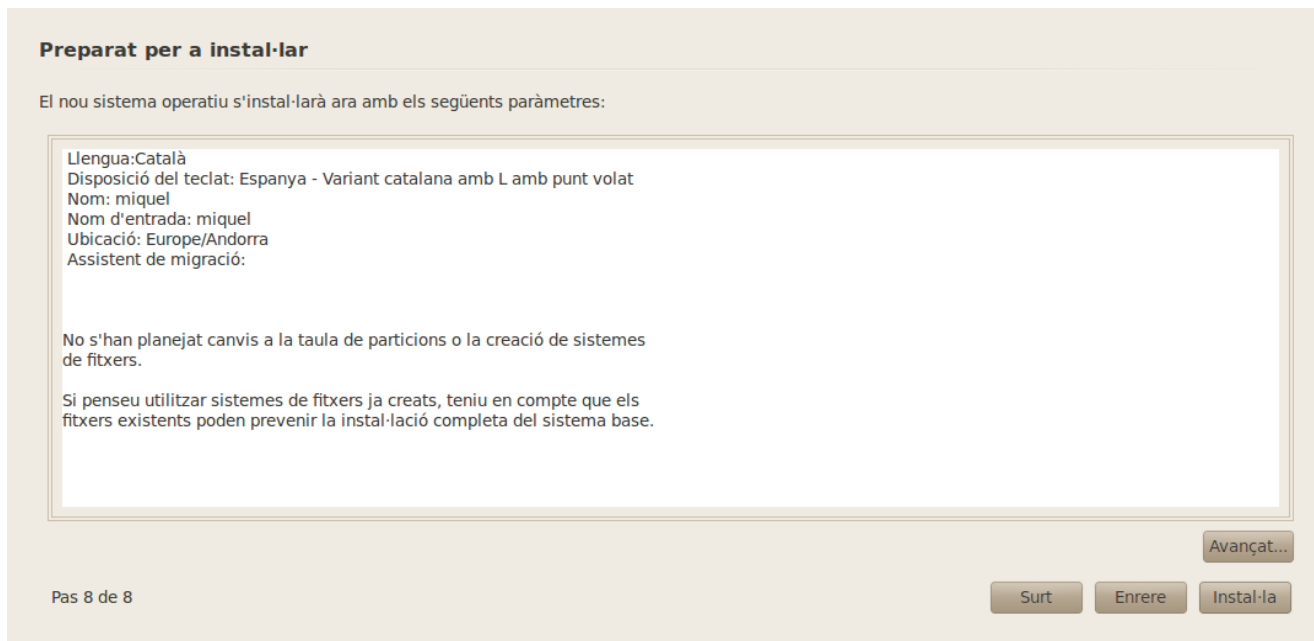 Preparat per a instal·lar
El nou sistema operatiu s'instal·larà ara amb els següents paràmetres:
Llengua:Català
Disposició del teclat: Espanya - Variant catalana amb L amb punt volat
Nom: miquel
Nom d'entrada: miquel
Ubicació: Europe/Andorra
Assistent de migració:
No s'han planejat canvis a la taula de particions o la creació de sistemes
de fitxers.
Si penseu utilitzar sistemes de fitxers ja creats, teniu en compte que els
fitxers existents poden prevenir la instal·lació completa del sistema base.
Avançat...
Pas 8 de 8
Surt
Enrere
Instal·la